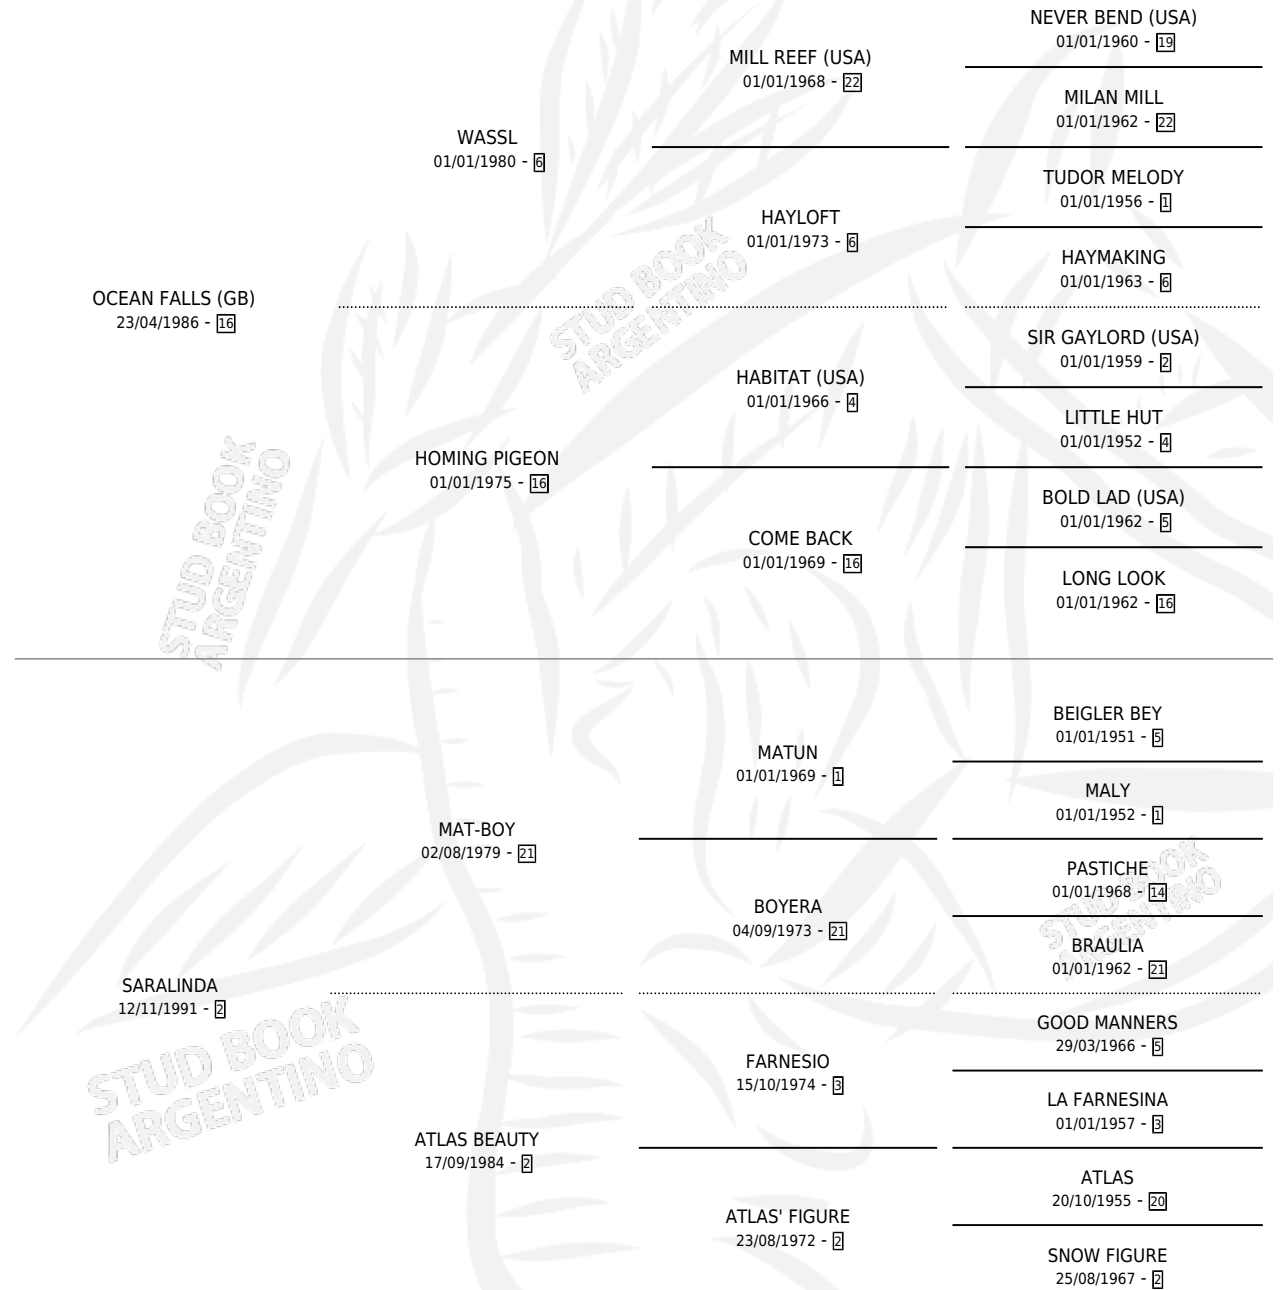 NEVER BEND (USA)
01/01/1960 - 19
MILL REEF (USA)
01/01/1968 - 22
MILAN MILL
01/01/1962 - 22
WASSL
01/01/1980 - 6
TUDOR MELODY
01/01/1956 - 1
HAYLOFT
01/01/1973 - 6
HAYMAKING
01/01/1963 - 6
OCEAN FALLS (GB)
23/04/1986 - 16
SIR GAYLORD (USA)
01/01/1959 - 2
HABITAT (USA)
01/01/1966 - 4
LITTLE HUT
01/01/1952 - 4
HOMING PIGEON
01/01/1975 - 16
BOLD LAD (USA)
01/01/1962 - 5
COME BACK
01/01/1969 - 16
LONG LOOK
01/01/1962 - 16
BEIGLER BEY
01/01/1951 - 5
MATUN
01/01/1969 - 1
MALY
01/01/1952 - 1
MAT-BOY
02/08/1979 - 21
PASTICHE
01/01/1968 - 14
BOYERA
04/09/1973 - 21
BRAULIA
01/01/1962 - 21
SARALINDA
12/11/1991 - 2
GOOD MANNERS
29/03/1966 - 5
FARNESIO
15/10/1974 - 3
LA FARNESINA
01/01/1957 - 3
ATLAS BEAUTY
17/09/1984 - 2
ATLAS
20/10/1955 - 20
ATLAS' FIGURE
23/08/1972 - 2
SNOW FIGURE
25/08/1967 - 2
STUD BOOK
ARGENTINO
STUD BOOK
ARGENTINO
STUD BOOK
ARGENTINO
STUD BOOK
ARGENTINO